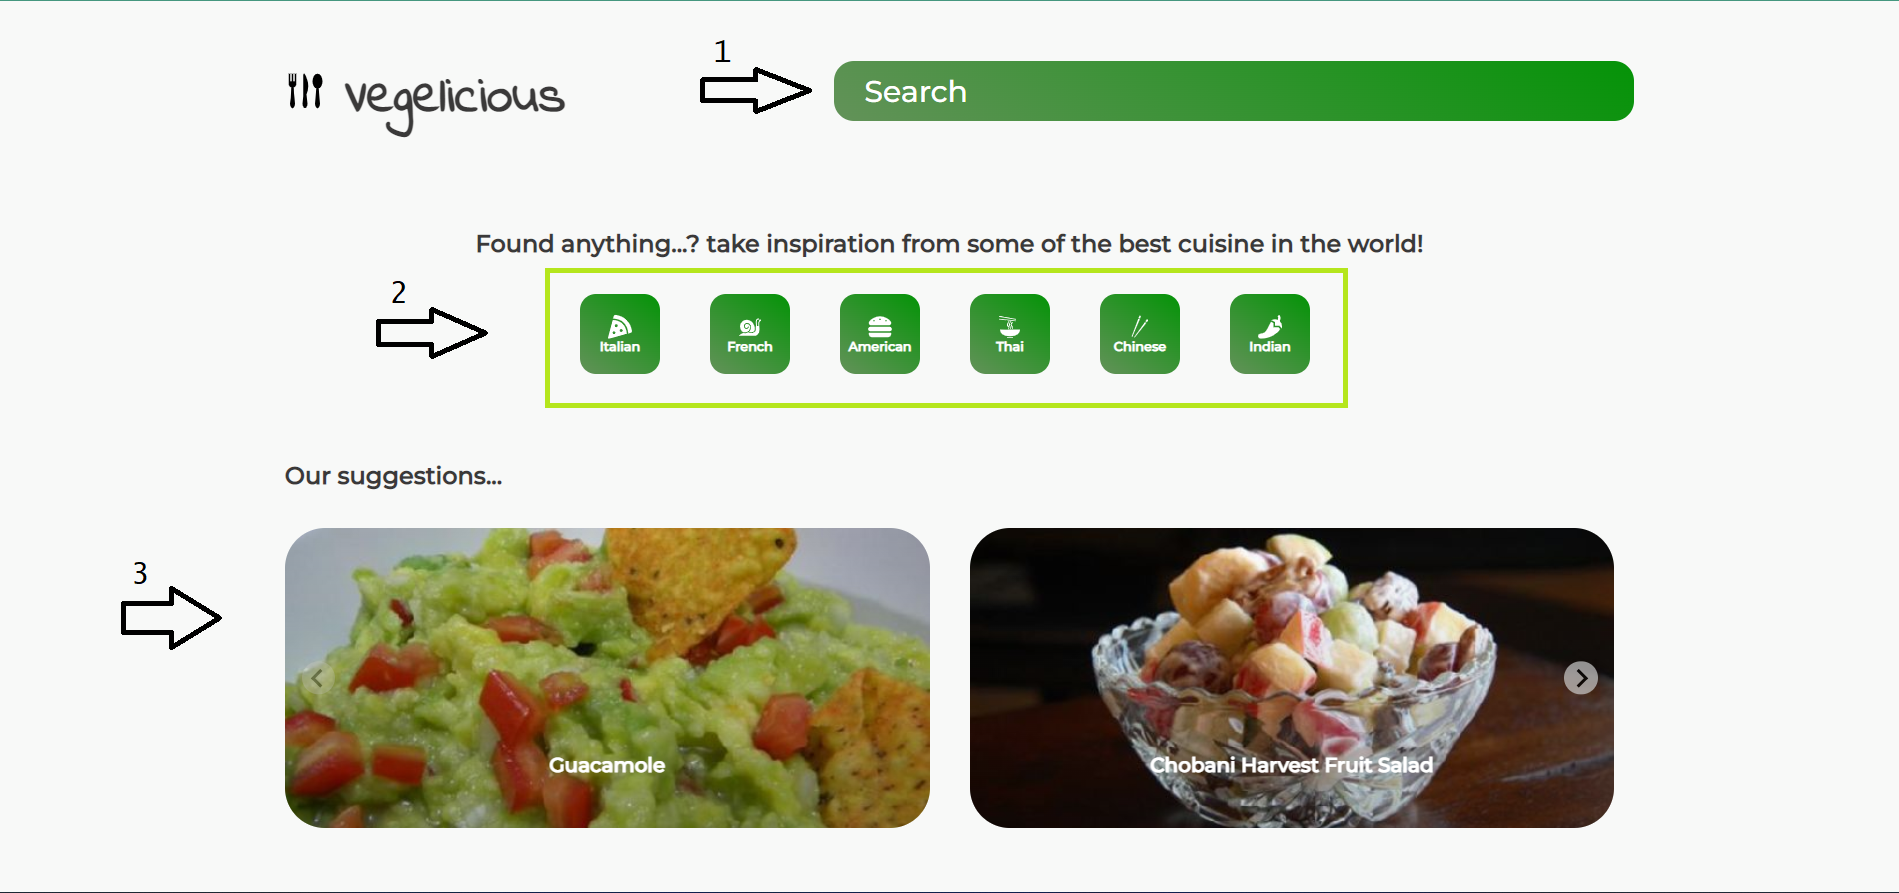 1
vegelicious
Search
Found anything...? take inspiration from some of the best cuisine in the world!
2
Italian
French
American
Thai
Chinese
Indian
Our suggestions...
3
Guacamole
Chobani Harvest Fruit Salad